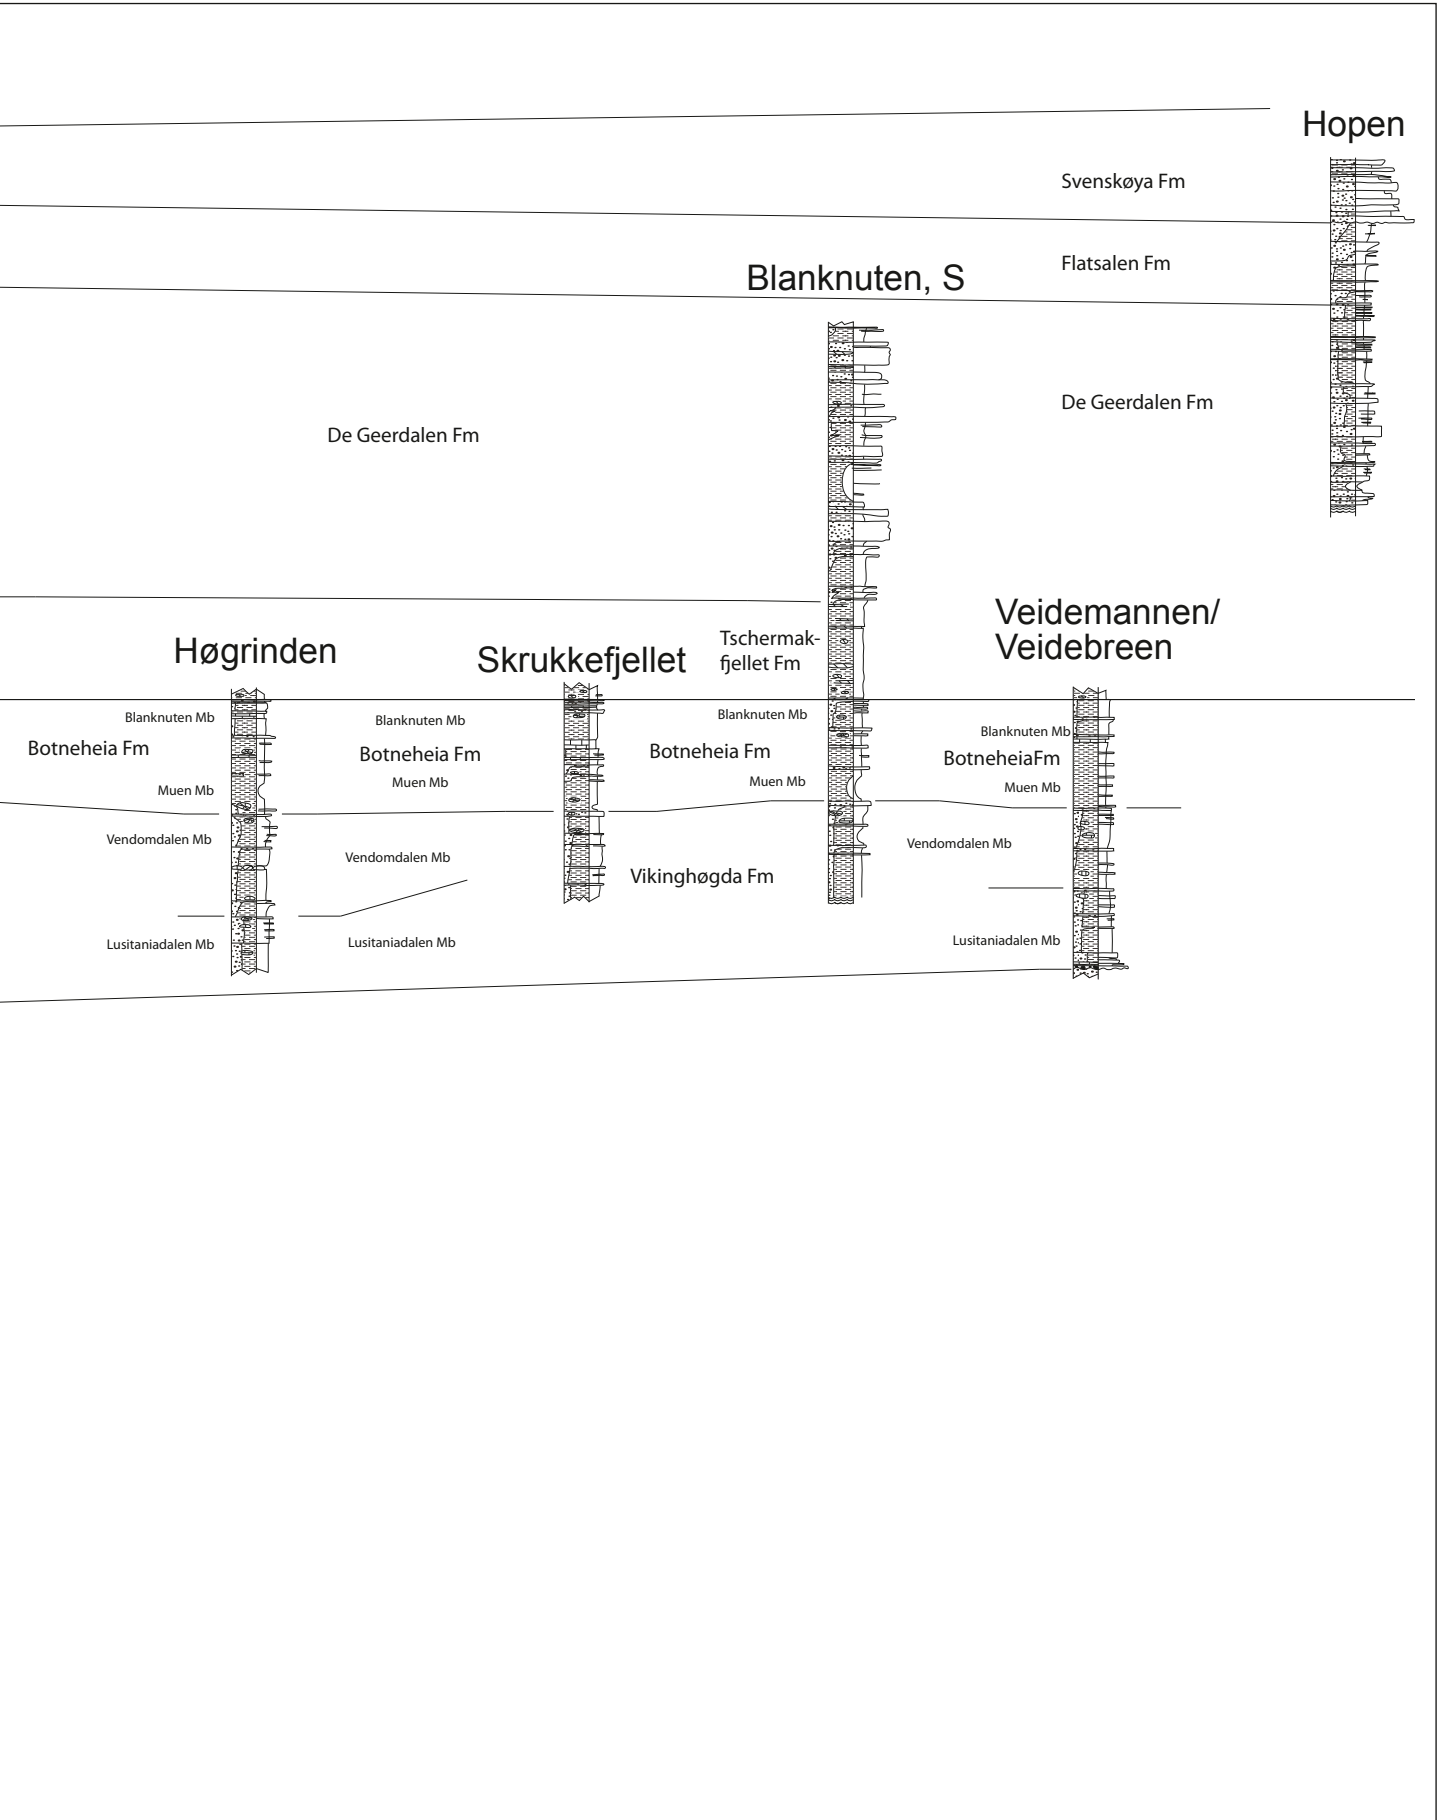 Hopen
Svenskøya Fm
Flatsalen Fm
Blanknuten, S
De Geerdalen Fm
De Geerdalen Fm
Veidemannen/
Veidebreen
Høgrinden
Skrukkefjellet
Tschermak-
fjellet Fm
Blanknuten Mb
Blanknuten Mb
Blanknuten Mb
Blanknuten Mb
Botneheia Fm
Botneheia Fm
Botneheia Fm
BotneheiaFm
Muen Mb
Muen Mb
Muen Mb
Muen Mb
Vendomdalen Mb
Vendomdalen Mb
Vendomdalen Mb
Vikinghøgda Fm
Lusitaniadalen Mb
Lusitaniadalen Mb
Lusitaniadalen Mb